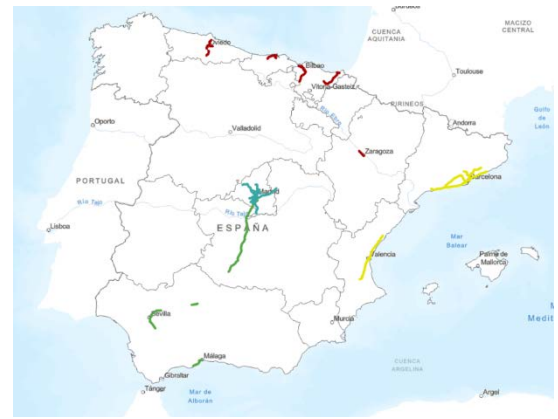 MACIZO
CENTRAL
CUENCA
AQUITANIA
Oviedo
Bilbao
Toulouse
Vitoria-Gasteiz
PIRINEOS
Golfo
de
León
Andorra
Río Ebro
Oporto
Valladolid
Zaragoza
Barcelona
PORTUGAL
Madrid
Río Tajo
Río Tajo
ESPAÑA
Mar
Balear
Lisboa
Valencia
Palma de
Mallorca
Sevilla
Murcia
M
Medit
Málaga
CUENCA
ARGELINA
Gibraltar
Tánger
Mar de
Alborán
Argel